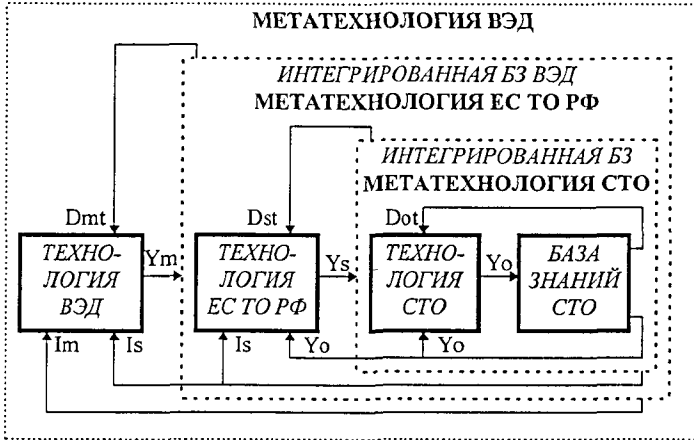 МЕТАТЕХНОЛОГИЯ ВЭД
ИНТЕГРИРОВАННАЯ БЗ ВЭД
МЕТАТЕХНОЛОГИЯ ЕС ТО РФ
ИНТЕГРИРОВАННАЯ БЗ
МЕТАТЕХНОЛОГИЯ СТО
Dmt
Dst
Dot
ТЕХНО-
ЛОГИЯ
ВЭД
Ym
ТЕХНО-
ЛОГИЯ
ЕС ТО РФ
Ys
ТЕХНО-
ЛОГИЯ
СТО
Yo
БАЗА
ЗНАНИЙ
СТО
Im
Is
Is
Yo
Yo